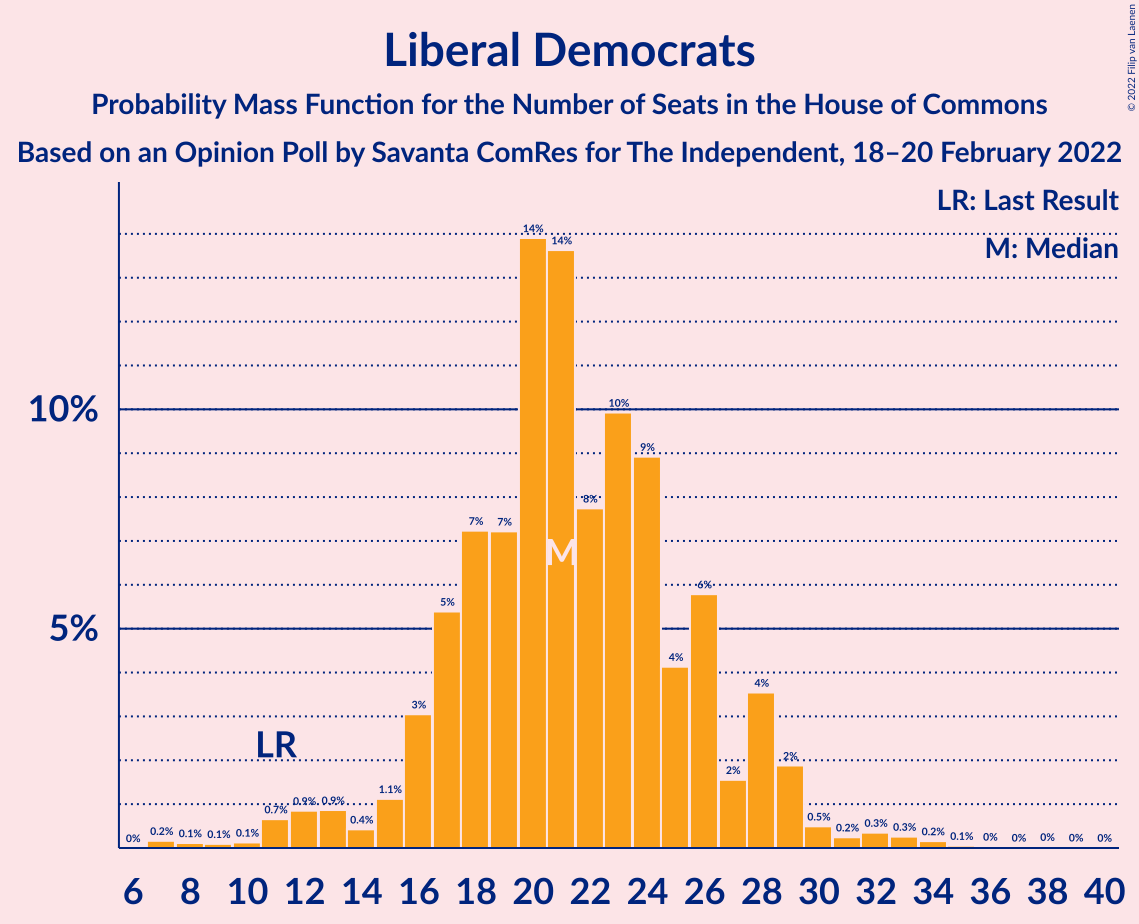 Liberal Democrats
Probability Mass Function for the Number of Seats in the House of Commons
Based on an Opinion Poll by Savanta ComRes for The Independent, 18–20 February 2022
© 2022 Filip van Laenen
LR: Last Result
M: Median
10%
5%
LR
M
0% 0.2% 0.1% 0.1% 0.1% 0.7% 0.9% 0.9% 0.4% 1.1% 3% 5% 7% 7% 14% 14% 8% 10% 9% 4% 6% 2% 4% 2% 0.5% 0.2% 0.3% 0.3% 0.2% 0.1% 0% 0% 0% 0% 0%
6 8 10 12 14 16 18 20 22 24 26 28 30 32 34 36 38 40